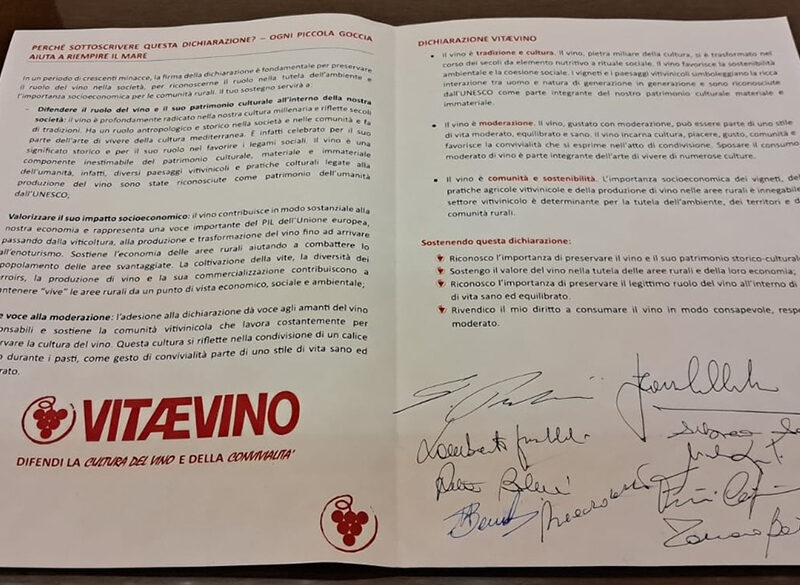 PERCHÉ SOTTOSCRIVERE QUESTA DICHIARAZIONE? – OGNI PICCOLA GOCCIA
AIUTA A RIEMPIRE IL MARE
In un periodo di crescenti minacce, la firma della dichiarazione è fondamentale per preservare
il ruolo del vino nella società, per riconoscerne il ruolo nella tutela dell'ambiente e
l'importanza socioeconomica per le comunità rurali. Il tuo sostegno servirà a:
– Difendere il ruolo del vino e il suo patrimonio culturale all'interno della nostra
società: il vino è profondamente radicato nella nostra cultura millenaria e riflette secoli
di tradizioni. Ha un ruolo antropologico e storico nella società e nelle comunità e fa
parte dell'arte di vivere della cultura mediterranea. È infatti celebrato per il suo
significato storico e per il suo ruolo nel favorire i legami sociali. Il vino è una
componente inestimabile del patrimonio culturale, materiale e immateriale
dell'umanità, infatti, diversi paesaggi vitivinicoli e pratiche colturali legate alla
produzione del vino sono state riconosciute come patrimonio dell'umanità
dall'UNESCO;
Valorizzare il suo impatto socioeconomico: il vino contribuisce in modo sostanziale alla
nostra economia e rappresenta una voce importante del PIL dell'Unione europea,
passando dalla viticoltura, alla produzione e trasformazione del vino fino ad arrivare
all'enoturismo. Sostiene l'economia delle aree rurali aiutando a combattere lo
popolamento delle aree svantaggiate. La coltivazione della vite, la diversità dei
erroirs, la produzione di vino e la sua commercializzazione contribuiscono a
antenere "vive" le aree rurali da un punto di vista economico, sociale e ambientale;
e voce alla moderazione: l'adesione alla dichiarazione dà voce agli amanti del vino
onsabili e sostiene la comunità vitivinicola che lavora costantemente per
rvare la cultura del vino. Questa cultura si riflette nella condivisione di un calice
o durante i pasti, come gesto di convivialità parte di uno stile di vita sano ed
rato.
VITÆVINO
DIFENDI LA CULTURA DEL VINO E DELLA CONVIVIALITA'
DICHIARAZIONE VITÆVINO
• Il vino è tradizione e cultura. Il vino, pietra miliare della cultura, si è trasformato nel
corso dei secoli da elemento nutritivo a rituale sociale. Il vino favorisce la sostenibilità
ambientale e la coesione sociale. I vigneti e i paesaggi vitivinicoli simboleggiano la ricca
interazione tra uomo e natura di generazione in generazione e sono riconosciute
dall'UNESCO come parte integrante del nostro patrimonio culturale materiale e
immateriale.
• Il vino è moderazione. Il vino, gustato con moderazione, può essere parte di uno stile
di vita moderato, equilibrato e sano. Il vino incarna cultura, piacere, gusto, comunità e
favorisce la convivialità che si esprime nell'atto di condivisione. Sposare il consumo
moderato di vino è parte integrante dell'arte di vivere di numerose culture.
• Il vino è comunità e sostenibilità. L'importanza socioeconomica dei vigneti, del
pratiche agricole vitivinicole e della produzione di vino nelle aree rurali è innegabile
settore vitivinicolo è determinante per la tutela dell'ambiente, dei territori e d
comunità rurali.
Sostenendo questa dichiarazione:
Riconosco l'importanza di preservare il vino e il suo patrimonio storico-culturale
Sostengo il valore del vino nella tutela delle aree rurali e della loro economia;
Riconosco l'importanza di preservare il legittimo ruolo del vino all'interno di
di vita sano ed equilibrato.
Rivendico il mio diritto a consumare il vino in modo consapevole, respo
moderato.